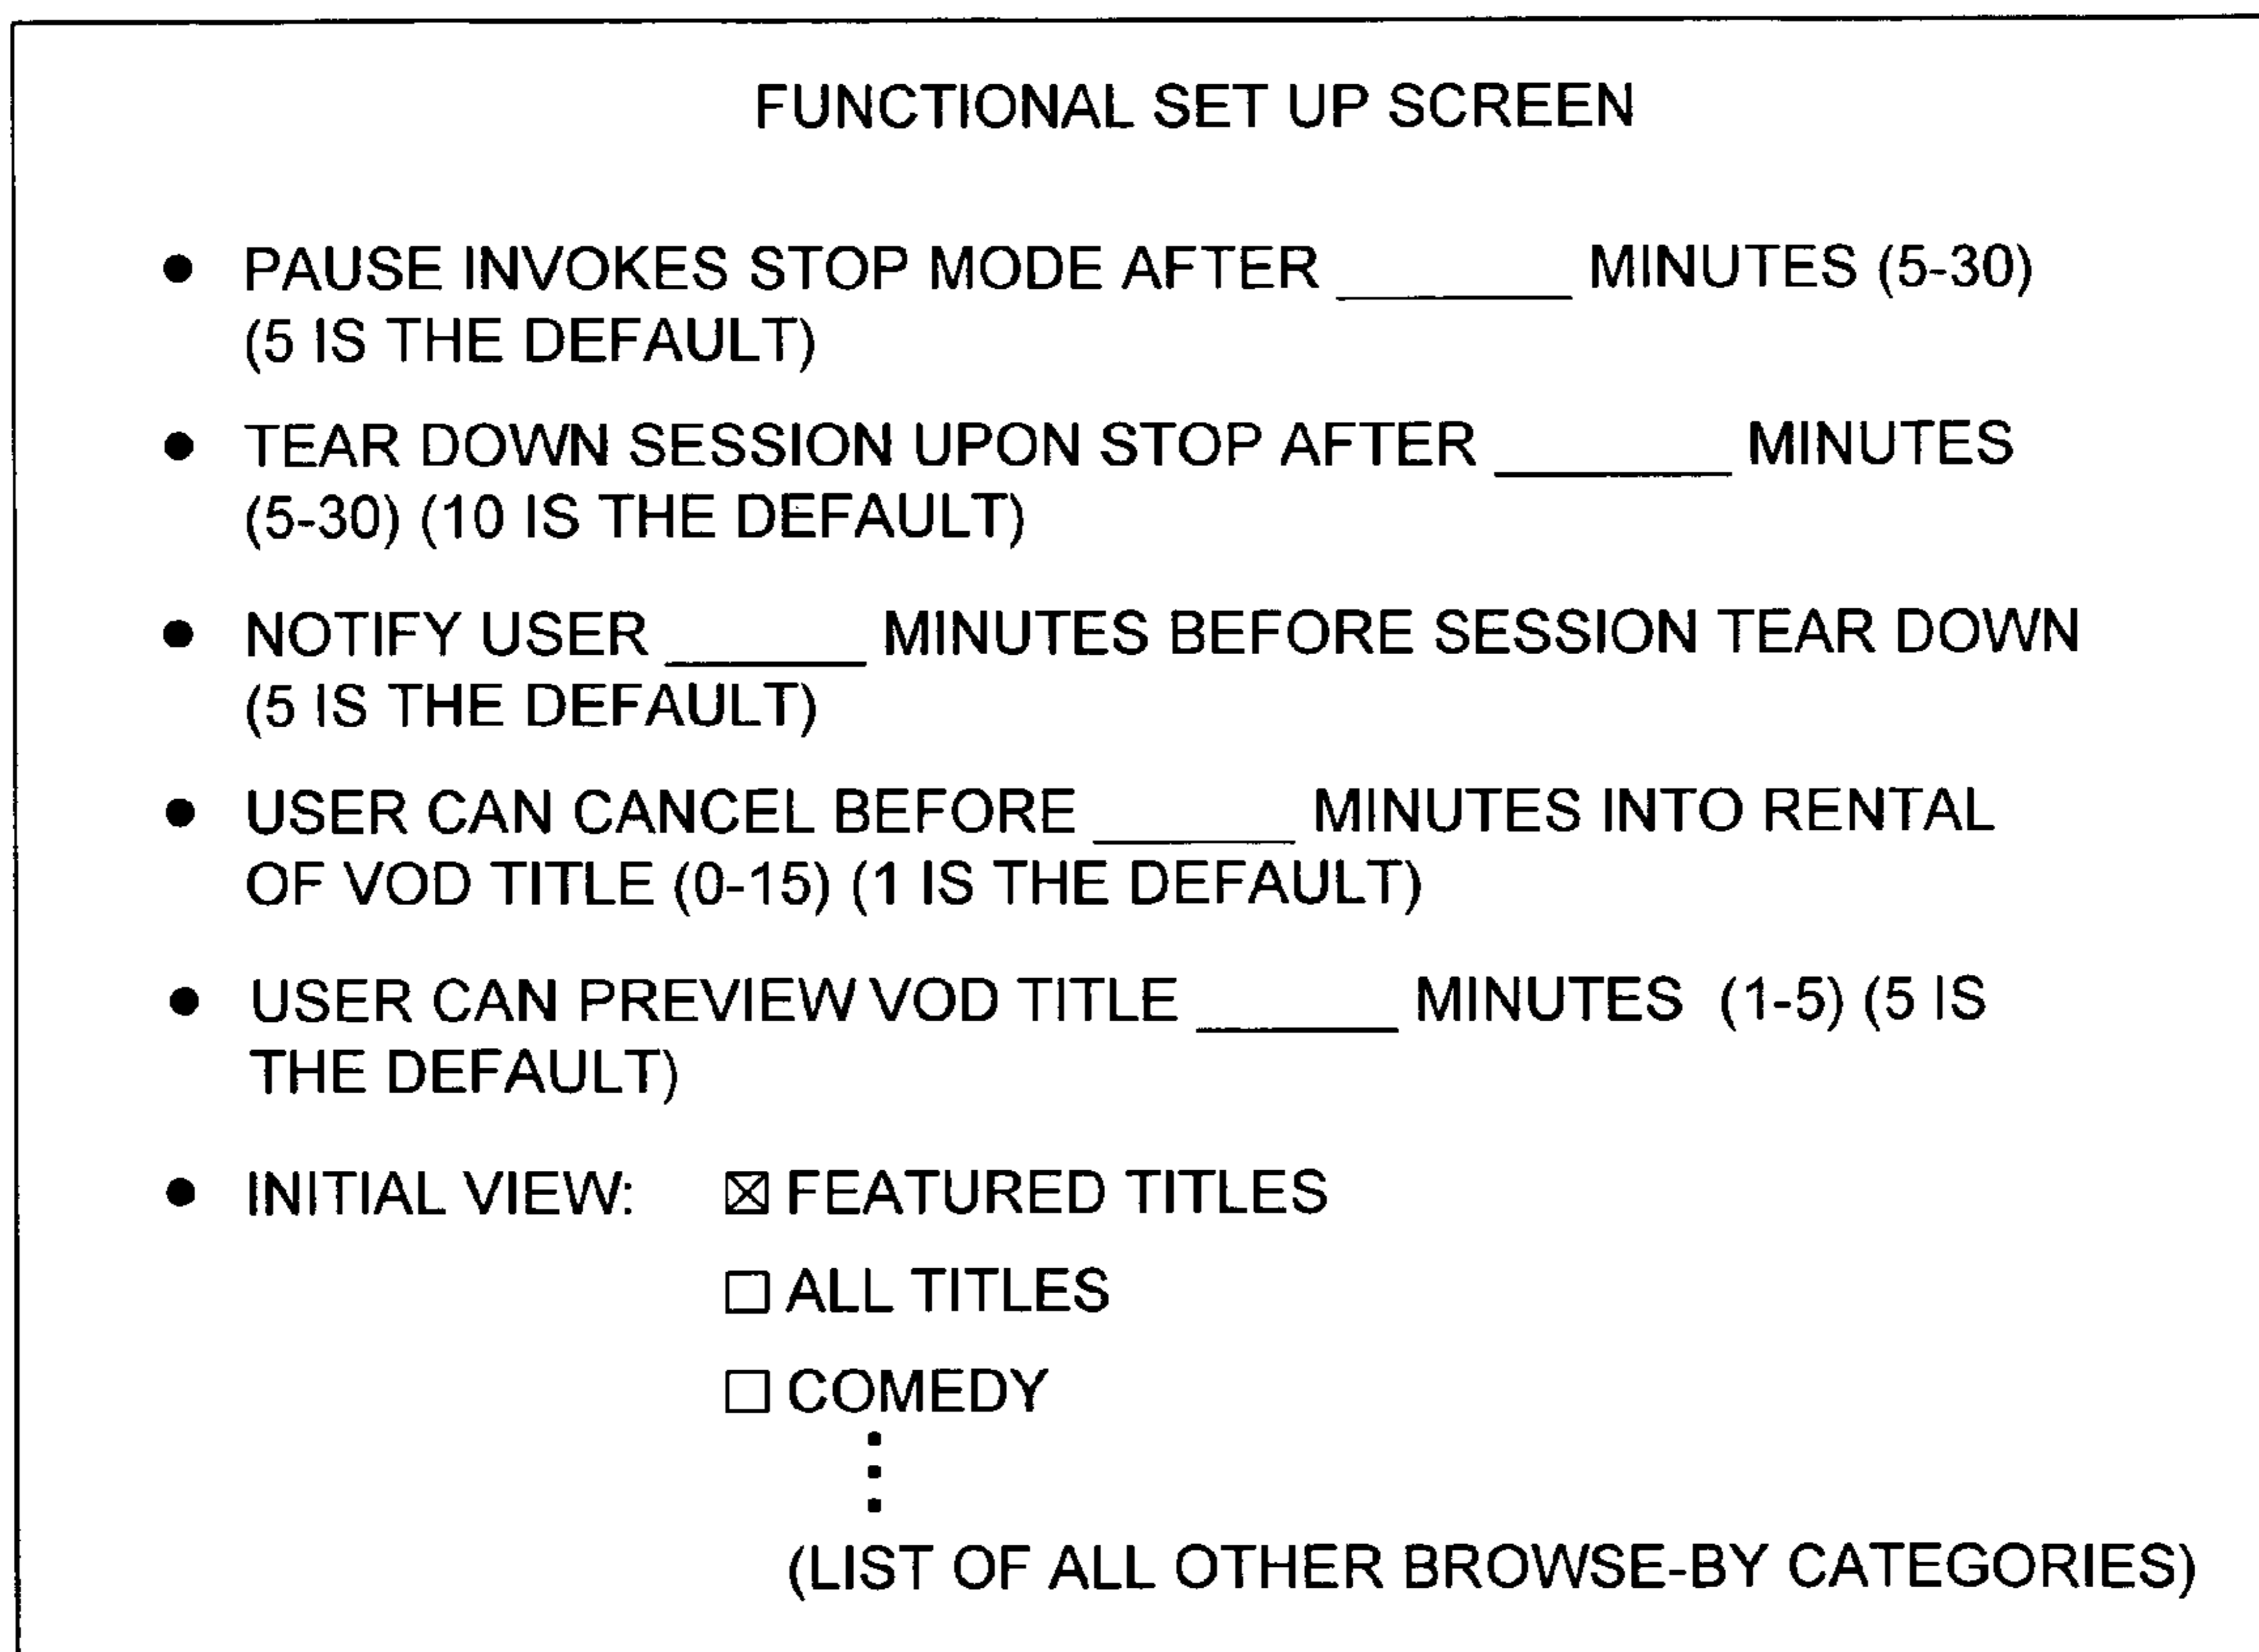 FUNCTIONAL SET UP SCREEN
● PAUSE INVOKES STOP MODE AFTER ______ MINUTES (5-30)
(5 IS THE DEFAULT)
● TEAR DOWN SESSION UPON STOP AFTER ______ MINUTES
(5-30) (10 IS THE DEFAULT)
● NOTIFY USER ______ MINUTES BEFORE SESSION TEAR DOWN
(5 IS THE DEFAULT)
● USER CAN CANCEL BEFORE ______ MINUTES INTO RENTAL
OF VOD TITLE (0-15) (1 IS THE DEFAULT)
● USER CAN PREVIEW VOD TITLE ______ MINUTES (1-5) (5 IS
THE DEFAULT)
● INITIAL VIEW: ☒ FEATURED TITLES
☐ ALL TITLES
☐ COMEDY
(LIST OF ALL OTHER BROWSE-BY CATEGORIES)